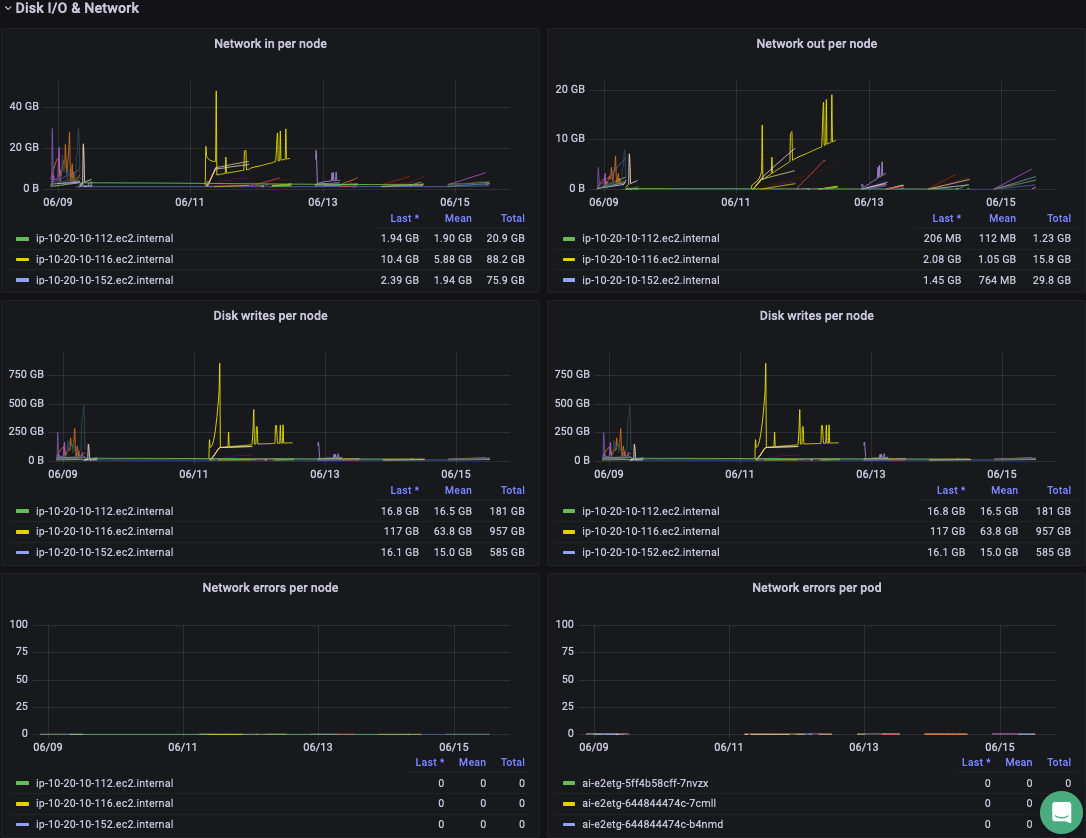 Disk I/O & Network
Network in per node
40 GB
20 GB
0 B
06/09 06/11 06/13 06/15
Last * Mean Total
ip-10-20-10-112.ec2.internal 1.94 GB 1.90 GB 20.9 GB
ip-10-20-10-116.ec2.internal 10.4 GB 5.88 GB 88.2 GB
ip-10-20-10-152.ec2.internal 2.39 GB 1.94 GB 75.9 GB
Network out per node
20 GB
10 GB
0 B
06/09 06/11 06/13 06/15
Last * Mean Total
ip-10-20-10-112.ec2.internal 206 MB 112 MB 1.23 GB
ip-10-20-10-116.ec2.internal 2.08 GB 1.05 GB 15.8 GB
ip-10-20-10-152.ec2.internal 1.45 GB 764 MB 29.8 GB
Disk writes per node
750 GB
500 GB
250 GB
0 B
06/09 06/11 06/13 06/15
Last * Mean Total
ip-10-20-10-112.ec2.internal 16.8 GB 16.5 GB 181 GB
ip-10-20-10-116.ec2.internal 117 GB 63.8 GB 957 GB
ip-10-20-10-152.ec2.internal 16.1 GB 15.0 GB 585 GB
Disk writes per node
750 GB
500 GB
250 GB
0 B
06/09 06/11 06/13 06/15
Last * Mean Total
ip-10-20-10-112.ec2.internal 16.8 GB 16.5 GB 181 GB
ip-10-20-10-116.ec2.internal 117 GB 63.8 GB 957 GB
ip-10-20-10-152.ec2.internal 16.1 GB 15.0 GB 585 GB
Network errors per node
100
75
50
25
0
06/09 06/11 06/13 06/15
Last * Mean Total
ip-10-20-10-112.ec2.internal 0 0 0
ip-10-20-10-116.ec2.internal 0 0 0
ip-10-20-10-152.ec2.internal 0 0 0
Network errors per pod
100
75
50
25
0
06/09 06/11 06/13 06/15
Last * Mean Total
ai-e2etg-5ff4b58cff-7nvzx 0 0 0
ai-e2etg-644844474c-7cmll 0 0 0
ai-e2etg-644844474c-b4nmd 0 0